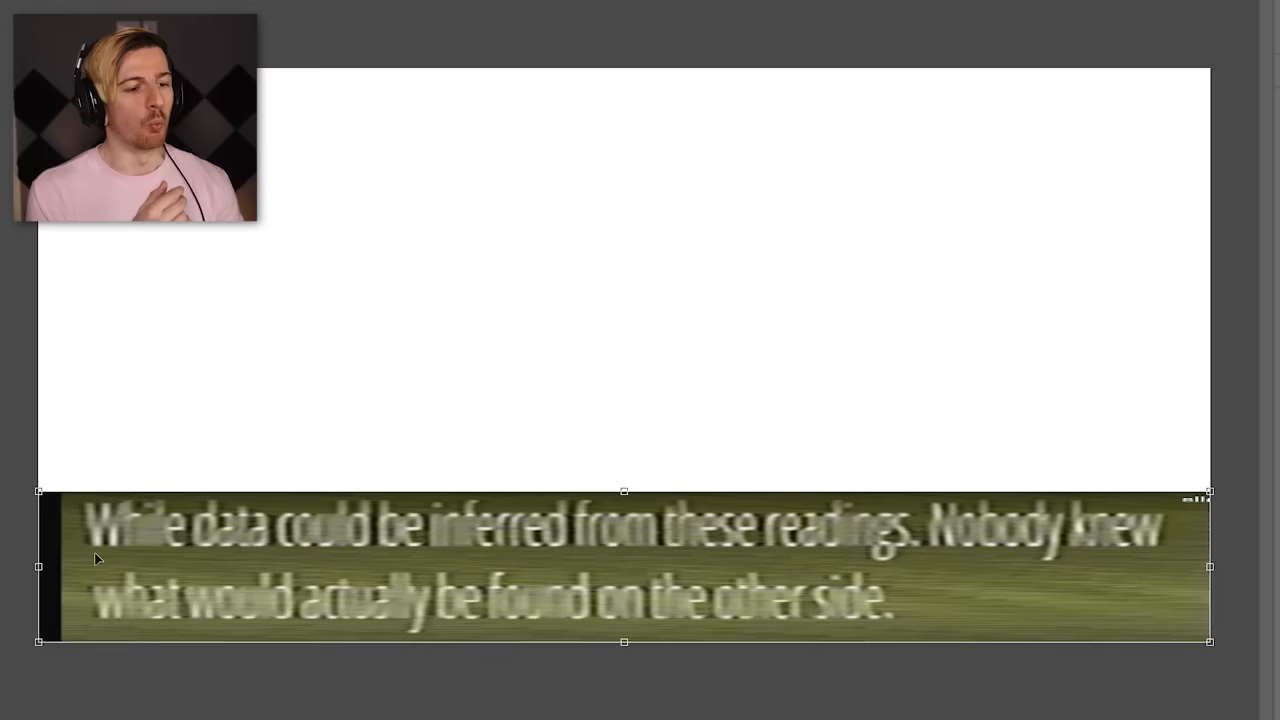 While data could be inferred from these readings. Nobody knew
what would actually be found on the other side.